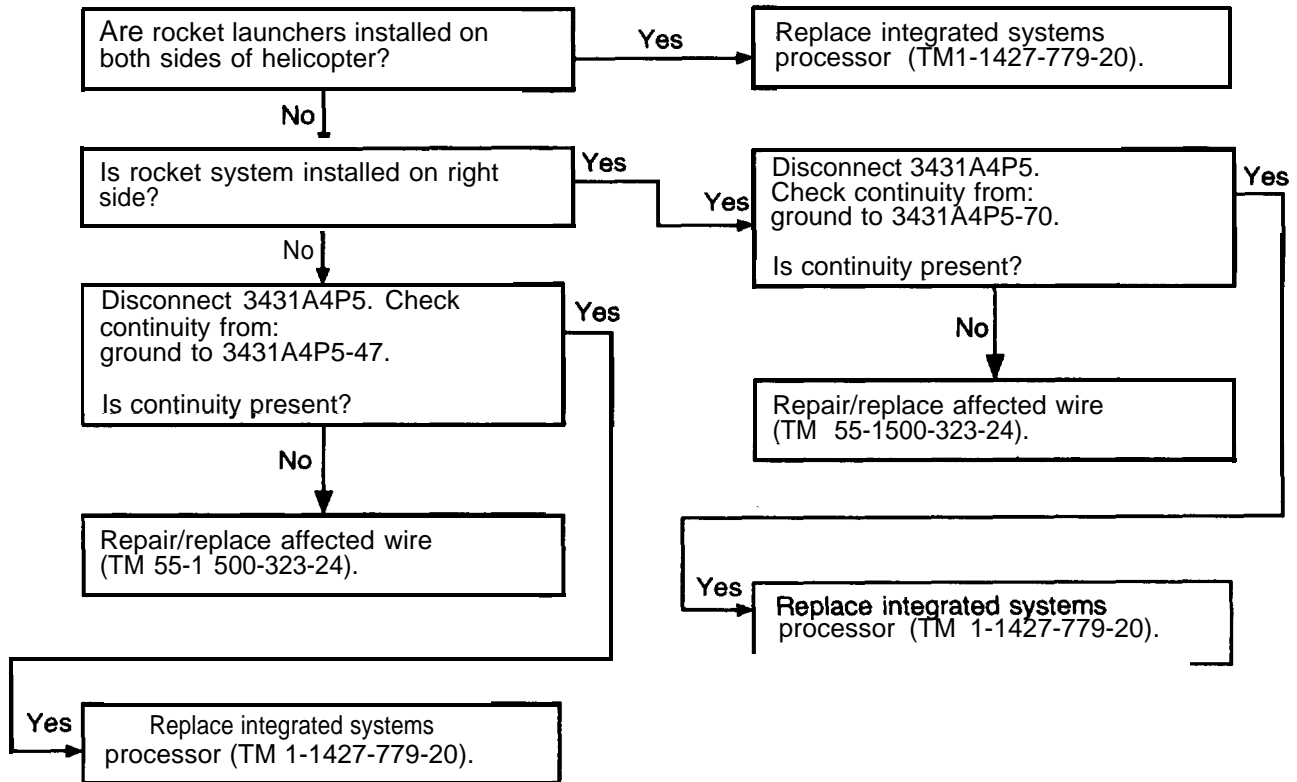 Are rocket launchers installed on
both sides of helicopter?
Yes
Replace integrated systems
processor (TM1-1427-779-20).
No
Is rocket system installed on right
side?
Yes
Yes
Disconnect 3431A4P5.
Check continuity from:
ground to 3431A4P5-70.
Is continuity present?
Yes
No
Disconnect 3431A4P5. Check
continuity from:
ground to 3431A4P5-47.
Is continuity present?
Yes
No
Repair/replace affected wire
(TM 55-1500-323-24).
No
Repair/replace affected wire
(TM 55-1 500-323-24).
Yes
Replace integrated systems
processor (TM 1-1427-779-20).
Yes
Replace integrated systems
processor (TM 1-1427-779-20).